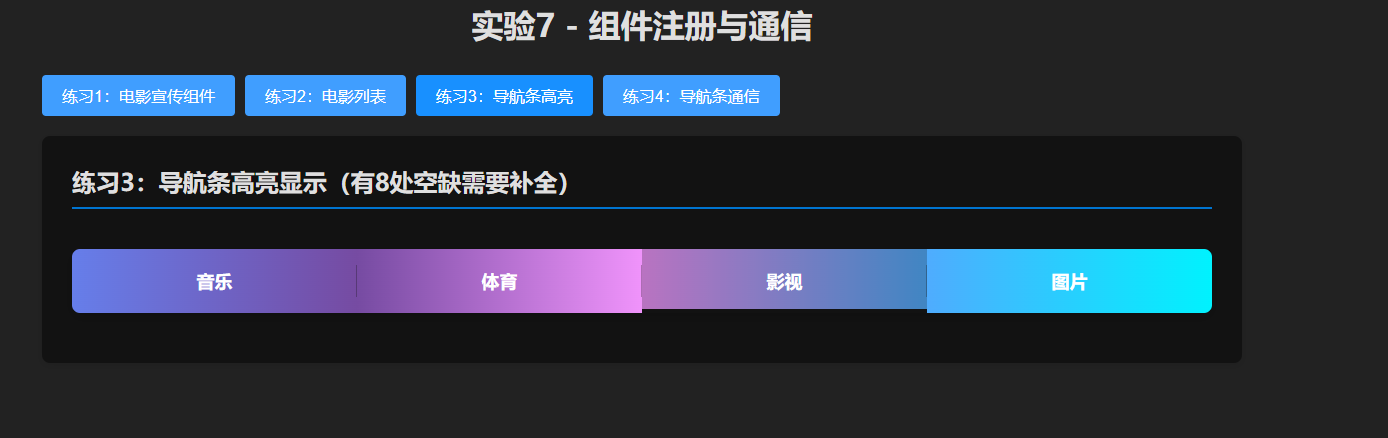 实验7 - 组件注册与通信
练习1：电影宣传组件 练习2：电影列表 练习3：导航条高亮 练习4：导航条通信
练习3：导航条高亮显示（有8处空缺需要补全）
音乐 体育 影视 图片